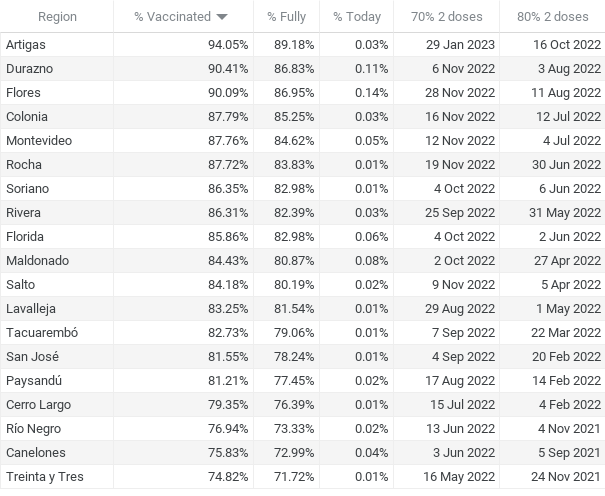 Region % Vaccinated % Fully % Today 70% 2 doses 80% 2 doses
Artigas 94.05% 89.18% 0.03% 29 Jan 2023 16 Oct 2022
Durazno 90.41% 86.83% 0.11% 6 Nov 2022 3 Aug 2022
Flores 90.09% 86.95% 0.14% 28 Nov 2022 11 Aug 2022
Colonia 87.79% 85.25% 0.03% 16 Nov 2022 12 Jul 2022
Montevideo 87.76% 84.62% 0.05% 12 Nov 2022 4 Jul 2022
Rocha 87.72% 83.83% 0.01% 19 Nov 2022 30 Jun 2022
Soriano 86.35% 82.98% 0.01% 4 Oct 2022 6 Jun 2022
Rivera 86.31% 82.39% 0.03% 25 Sep 2022 31 May 2022
Florida 85.86% 82.98% 0.06% 4 Oct 2022 2 Jun 2022
Maldonado 84.43% 80.87% 0.08% 2 Oct 2022 27 Apr 2022
Salto 84.18% 80.19% 0.02% 9 Nov 2022 5 Apr 2022
Lavalleja 83.25% 81.54% 0.01% 29 Aug 2022 1 May 2022
Tacuarembó 82.73% 79.06% 0.01% 7 Sep 2022 22 Mar 2022
San José 81.55% 78.24% 0.01% 4 Sep 2022 20 Feb 2022
Paysandú 81.21% 77.45% 0.02% 17 Aug 2022 14 Feb 2022
Cerro Largo 79.35% 76.39% 0.01% 15 Jul 2022 4 Feb 2022
Río Negro 76.94% 73.33% 0.02% 13 Jun 2022 4 Nov 2021
Canelones 75.83% 72.99% 0.04% 3 Jun 2022 5 Sep 2021
Treinta y Tres 74.82% 71.72% 0.01% 16 May 2022 24 Nov 2021